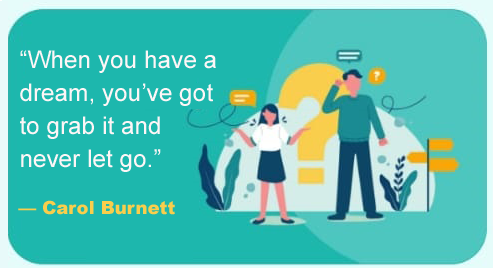 “When you have a
dream, you’ve got
to grab it and
never let go.”
— Carol Burnett
?
?